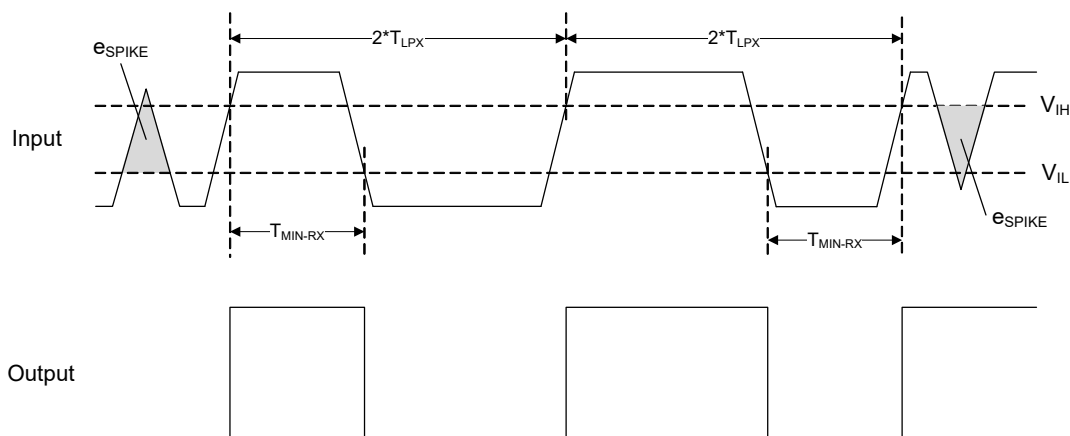 2*TLPX 2*TLPX
eSPIKE
VIH
Input
VIL
eSPIKE
TMIN-RX TMIN-RX
Output